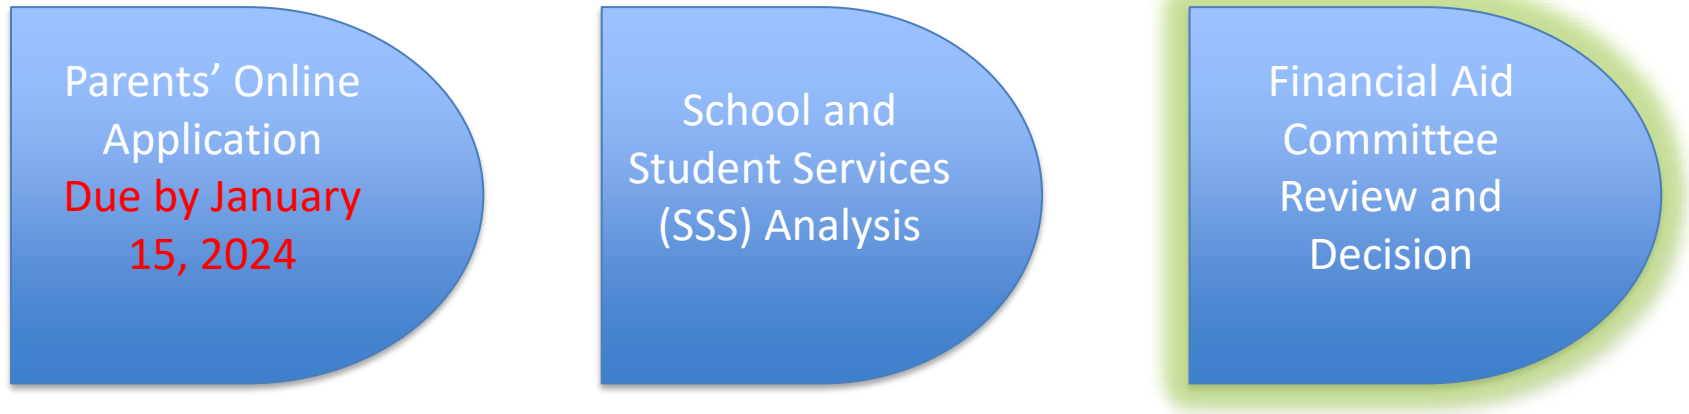 Parents’ Online
Application
Due by January
15, 2024
School and
Student Services
(SSS) Analysis
Financial Aid
Committee
Review and
Decision